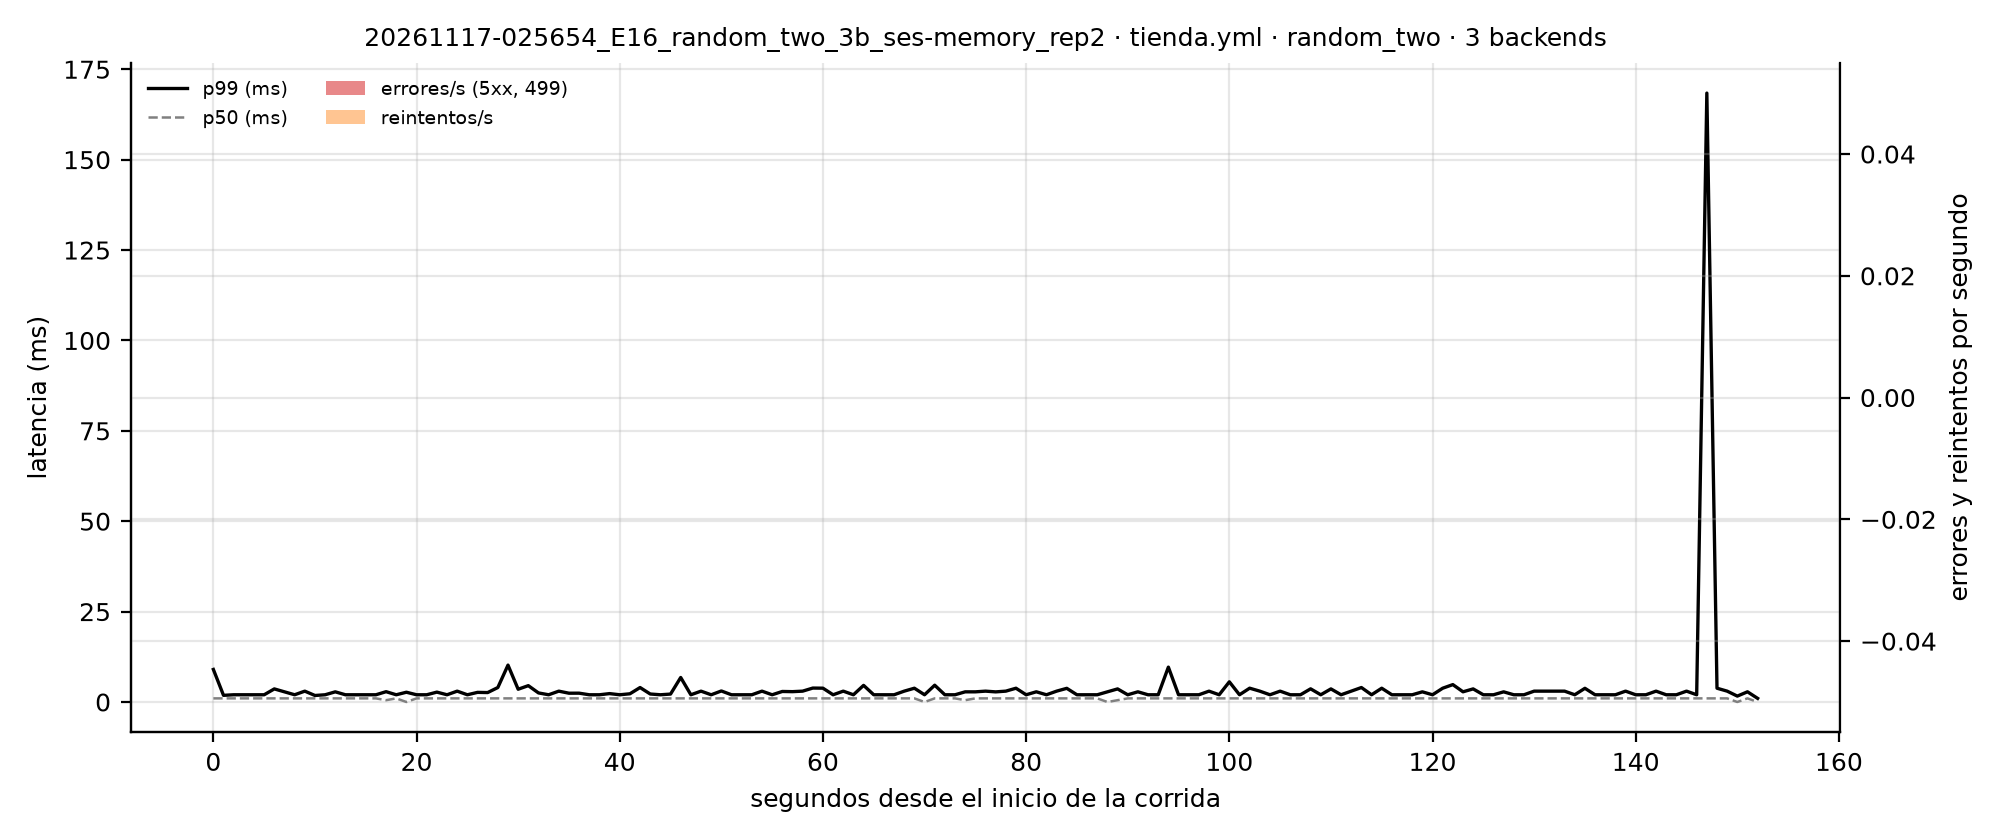 20261117-025654_E16_random_two_3b_ses-memory_rep2 · tienda.yml · random_two · 3 backends
p99 (ms)
p50 (ms)
errores/s (5xx, 499)
reintentos/s
latencia (ms)
175
150
125
100
75
50
25
0
0.04
0.02
0.00
−0.02
−0.04
errores y reintentos por segundo
0 20 40 60 80 100 120 140 160
segundos desde el inicio de la corrida